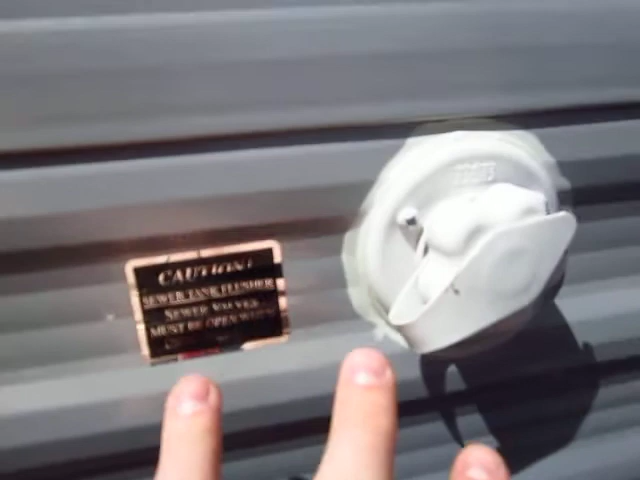 CAUTION!
SEWER TANK FLUSHER
SEWER VALVES
MUST BE OPEN WHEN